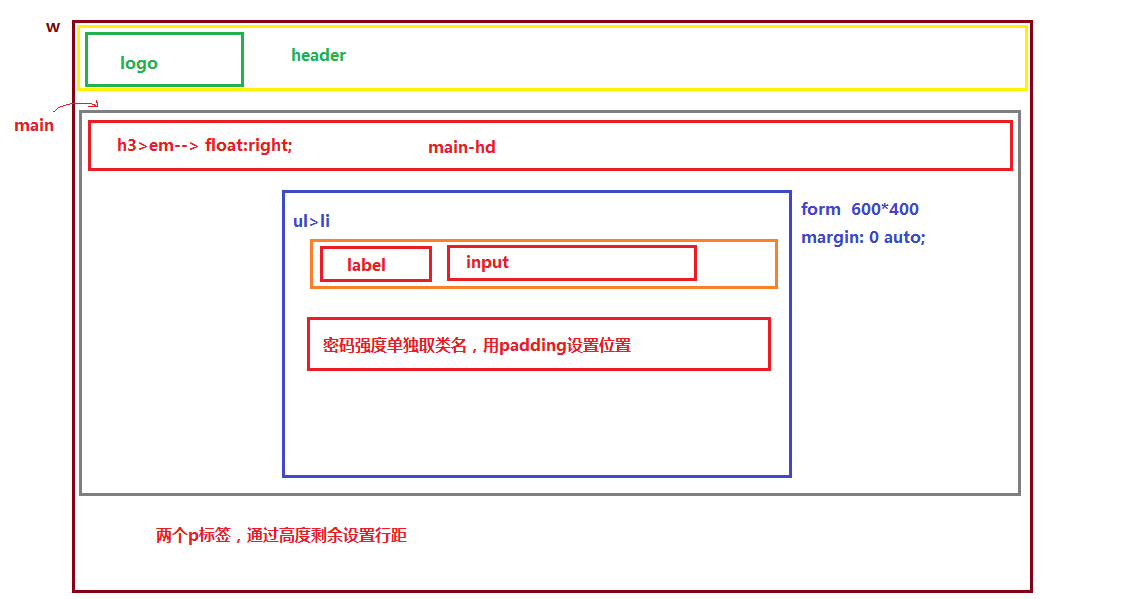 w
logo
header
main
h3>em--> float:right;
main-hd
ul>li
form 600*400
margin: 0 auto;
label
input
密码强度单独取类名，用padding设置位置
两个p标签，通过高度剩余设置行距